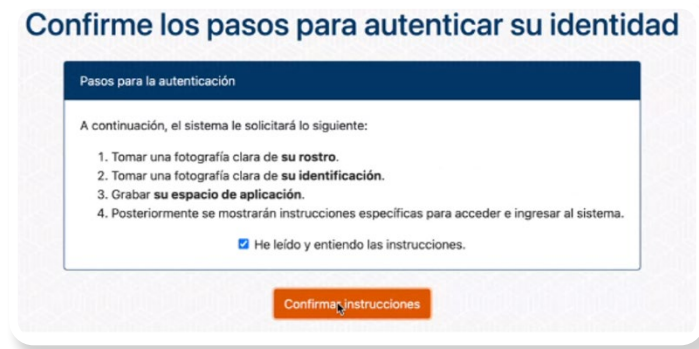 Confirme los pasos para autenticar su identidad
Pasos para la autenticación
A continuación, el sistema le solicitará lo siguiente:
1. Tomar una fotografía clara de su rostro.
2. Tomar una fotografía clara de su identificación.
3. Grabar su espacio de aplicación.
4. Posteriormente se mostrarán instrucciones específicas para acceder e ingresar al sistema.
He leído y entiendo las instrucciones.
Confirmar instrucciones